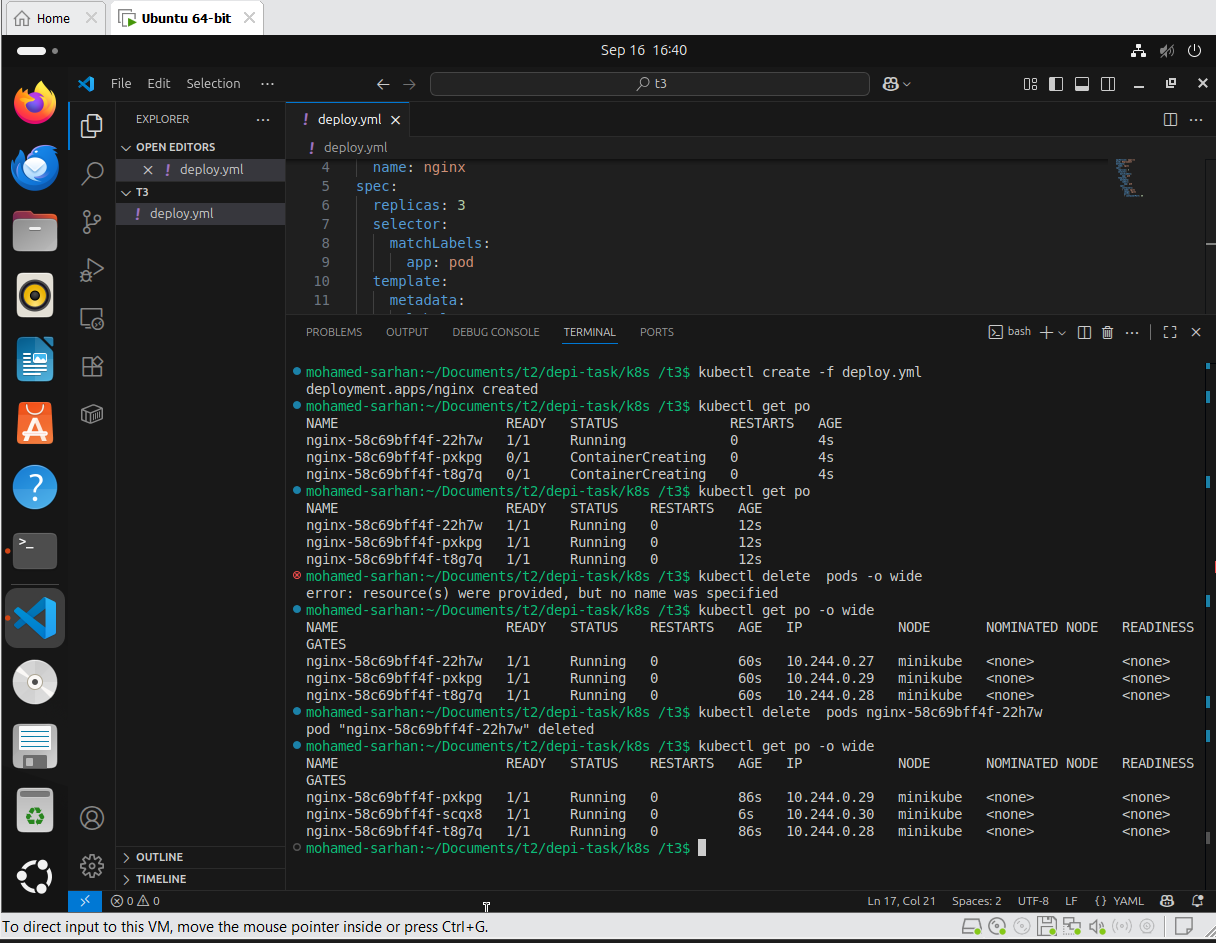 Home
Ubuntu 64-bit
Sep 16 16:40
File Edit Selection ···
t3
EXPLORER
OPEN EDITORS
deploy.yml
T3
deploy.yml
OUTLINE
TIMELINE
deploy.yml
deploy.yml
4 name: nginx
5 spec:
6 replicas: 3
7 selector:
8 matchLabels:
9 app: pod
10 template:
11 metadata:
PROBLEMS OUTPUT DEBUG CONSOLE TERMINAL PORTS
bash
mohamed-sarhan:~/Documents/t2/depi-task/k8s /t3$ kubectl create -f deploy.yml
deployment.apps/nginx created
mohamed-sarhan:~/Documents/t2/depi-task/k8s /t3$ kubectl get po
NAME READY STATUS RESTARTS AGE
nginx-58c69bff4f-22h7w 1/1 Running 0 4s
nginx-58c69bff4f-pxkpg 0/1 ContainerCreating 0 4s
nginx-58c69bff4f-t8g7q 0/1 ContainerCreating 0 4s
mohamed-sarhan:~/Documents/t2/depi-task/k8s /t3$ kubectl get po
NAME READY STATUS RESTARTS AGE
nginx-58c69bff4f-22h7w 1/1 Running 0 12s
nginx-58c69bff4f-pxkpg 1/1 Running 0 12s
nginx-58c69bff4f-t8g7q 1/1 Running 0 12s
mohamed-sarhan:~/Documents/t2/depi-task/k8s /t3$ kubectl delete pods -o wide
error: resource(s) were provided, but no name was specified
mohamed-sarhan:~/Documents/t2/depi-task/k8s /t3$ kubectl get po -o wide
NAME READY STATUS RESTARTS AGE IP NODE NOMINATED NODE READINESS
GATES
nginx-58c69bff4f-22h7w 1/1 Running 0 60s 10.244.0.27 minikube <none> <none>
nginx-58c69bff4f-pxkpg 1/1 Running 0 60s 10.244.0.29 minikube <none> <none>
nginx-58c69bff4f-t8g7q 1/1 Running 0 60s 10.244.0.28 minikube <none> <none>
mohamed-sarhan:~/Documents/t2/depi-task/k8s /t3$ kubectl delete pods nginx-58c69bff4f-22h7w
pod "nginx-58c69bff4f-22h7w" deleted
mohamed-sarhan:~/Documents/t2/depi-task/k8s /t3$ kubectl get po -o wide
NAME READY STATUS RESTARTS AGE IP NODE NOMINATED NODE READINESS
GATES
nginx-58c69bff4f-pxkpg 1/1 Running 0 86s 10.244.0.29 minikube <none> <none>
nginx-58c69bff4f-scqx8 1/1 Running 0 6s 10.244.0.30 minikube <none> <none>
nginx-58c69bff4f-t8g7q 1/1 Running 0 86s 10.244.0.28 minikube <none> <none>
mohamed-sarhan:~/Documents/t2/depi-task/k8s /t3$
0 0
Ln 17, Col 21 Spaces: 2 UTF-8 LF {} YAML
To direct input to this VM, move the mouse pointer inside or press Ctrl+G.